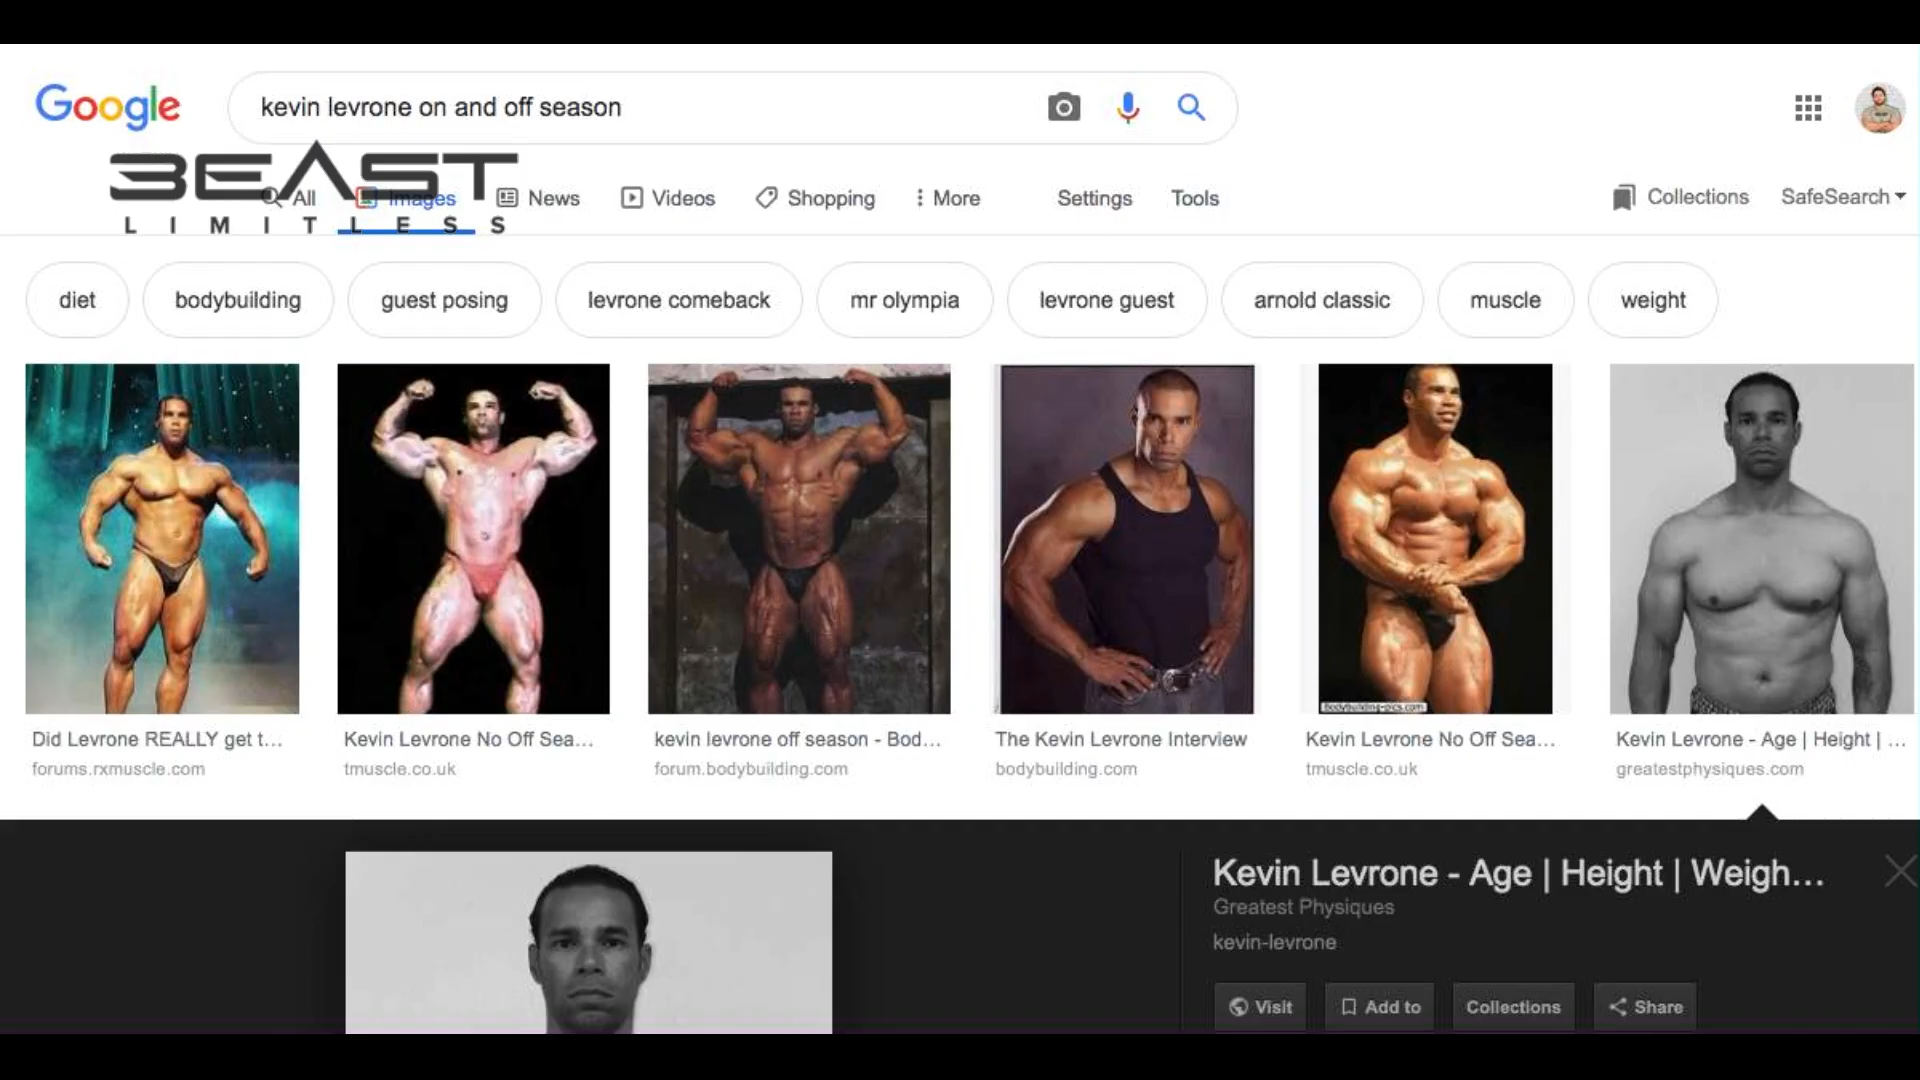 Google
kevin levrone on and off season
BEAST
LIMITLESS
All
Images
News
Videos
Shopping
More
Settings
Tools
Collections
SafeSearch
diet
bodybuilding
guest posing
levrone comeback
mr olympia
levrone guest
arnold classic
muscle
weight
bodybuilding-pics.com
Did Levrone REALLY get t...
forums.rxmuscle.com
Kevin Levrone No Off Sea...
tmuscle.co.uk
kevin levrone off season - Bod...
forum.bodybuilding.com
The Kevin Levrone Interview
bodybuilding.com
Kevin Levrone No Off Sea...
tmuscle.co.uk
Kevin Levrone - Age | Height | ...
greatestphysiques.com
Kevin Levrone - Age | Height | Weigh...
Greatest Physiques
kevin-levrone
Visit
Add to
Collections
Share